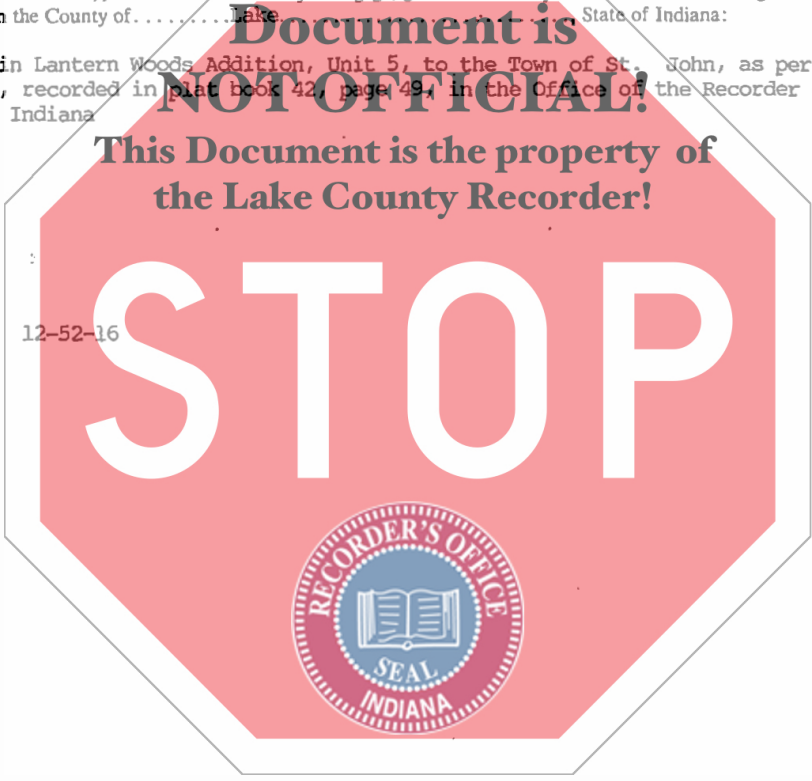 the County of.........Lake............................, State of Indiana:
Document is
in Lantern Woods Addition, Unit 5, to the Town of St. John, as per
, recorded in plat book 42, page 49, in the Office of the Recorder
NOT OFFICIAL!
Indiana
This Document is the property of
the Lake County Recorder!
12-52-16
STOP
RECORDER'S OFFICE
SEAL
INDIANA